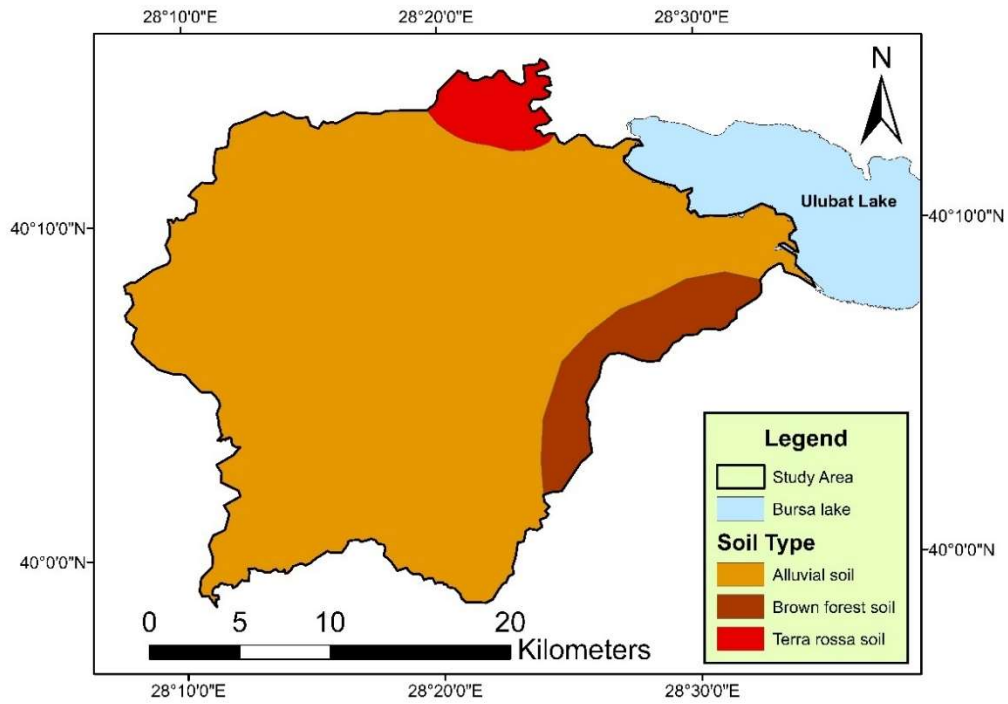 28°10'0"E 28°20'0"E 28°30'0"E
N
Ulubat Lake
40°10'0"N 40°10'0"N
Legend
Study Area
Bursa lake
Soil Type
Alluvial soil
Brown forest soil
Terra rossa soil
40°0'0"N 40°0'0"N
0 5 10 20
Kilometers
28°10'0"E 28°20'0"E 28°30'0"E